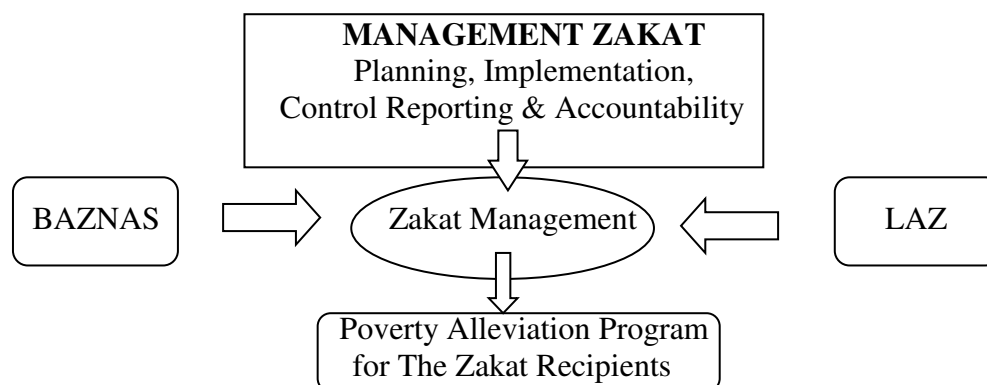 MANAGEMENT ZAKAT
Planning, Implementation,
Control Reporting & Accountability
BAZNAS
Zakat Management
LAZ
Poverty Alleviation Program
for The Zakat Recipients